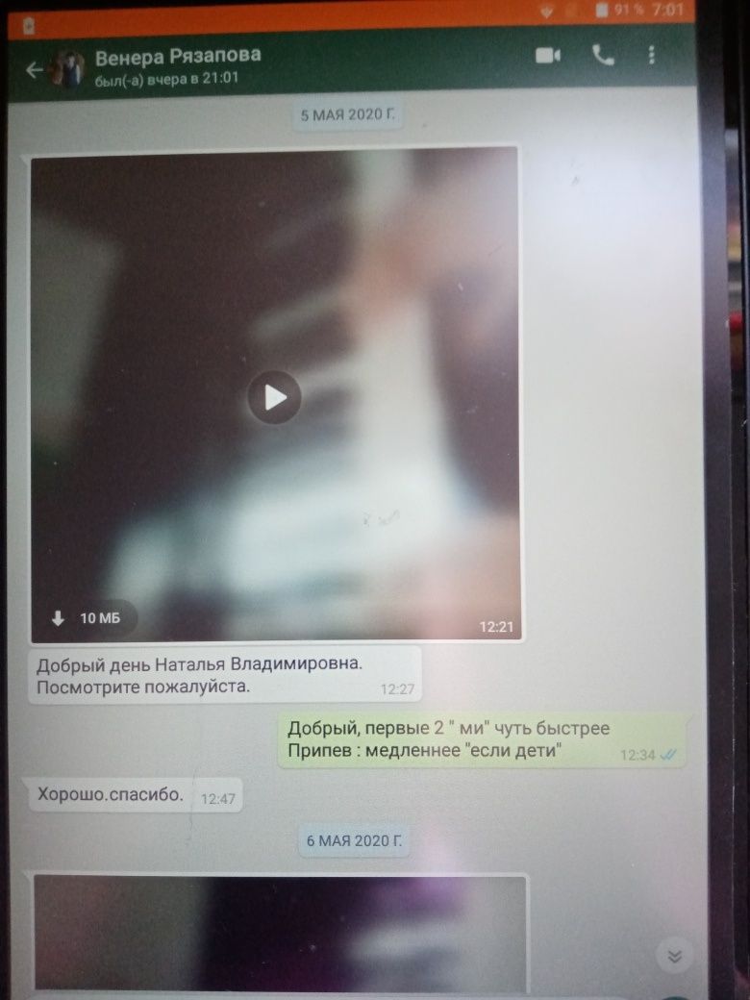 91 % 7:01
Венера Рязапова
был(-а) вчера в 21:01
5 МАЯ 2020 Г.
10 МБ
12:21
Добрый день Наталья Владимировна.
Посмотрите пожалуйста.
12:27
Добрый, первые 2 " ми" чуть быстрее
Припев : медленнее "если дети"
12:34
Хорошо.спасибо.
12:47
6 МАЯ 2020 Г.